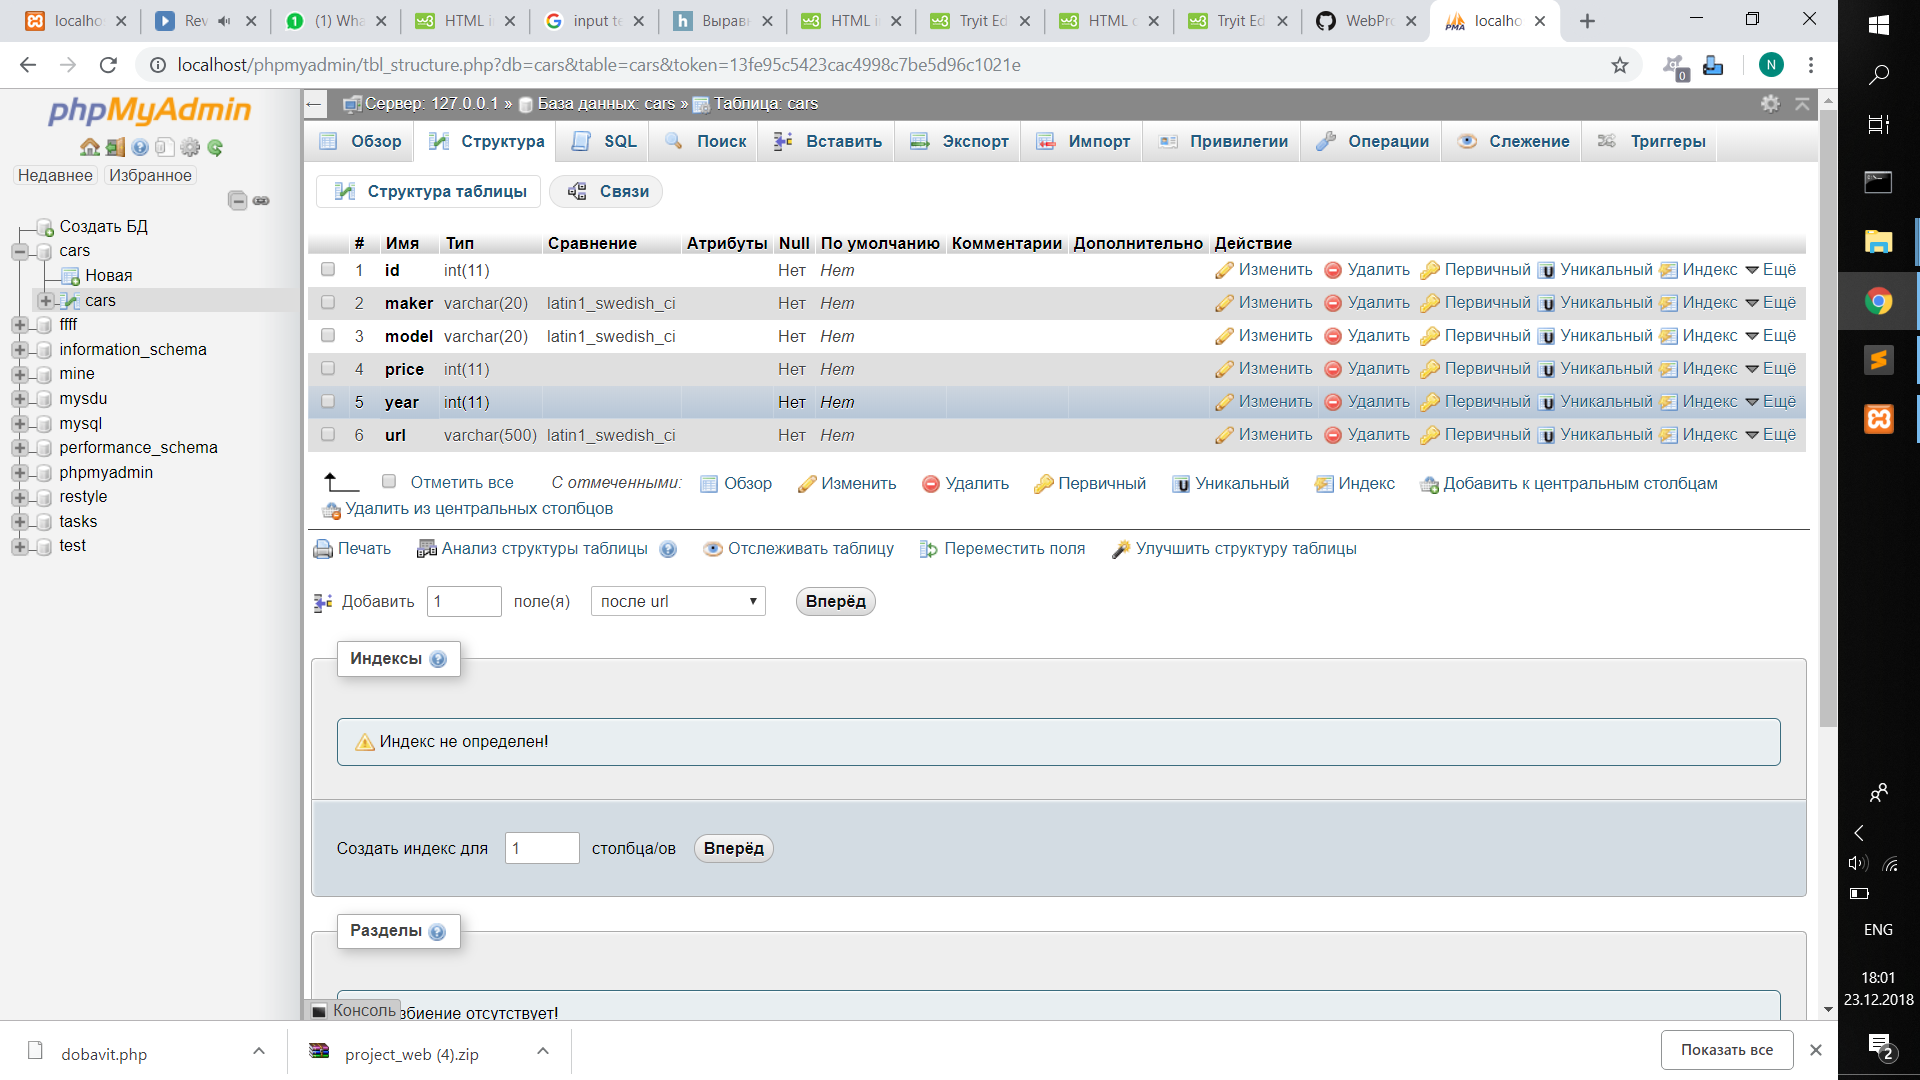 localho
Rev
(1) Wha
HTML i
input te
Вырав
HTML i
Tryit Ed
HTML c
Tryit Ed
WebPro
localho
localhost/phpmyadmin/tbl_structure.php?db=cars&table=cars&token=13fe95c5423cac4998c7be5d96c1021e
0
N
phpMyAdmin
Недавнее Избранное
Создать БД
cars
Новая
cars
ffff
information_schema
mine
mysdu
mysql
performance_schema
phpmyadmin
restyle
tasks
test
Сервер: 127.0.0.1 » База данных: cars » Таблица: cars
Обзор Структура SQL Поиск Вставить Экспорт Импорт Привилегии Операции Слежение Триггеры
Структура таблицы Связи
# Имя Тип Сравнение Атрибуты Null По умолчанию Комментарии Дополнительно Действие
1 id int(11) Нет Нет Изменить Удалить Первичный Уникальный Индекс Ещё
2 maker varchar(20) latin1_swedish_ci Нет Нет Изменить Удалить Первичный Уникальный Индекс Ещё
3 model varchar(20) latin1_swedish_ci Нет Нет Изменить Удалить Первичный Уникальный Индекс Ещё
4 price int(11) Нет Нет Изменить Удалить Первичный Уникальный Индекс Ещё
5 year int(11) Нет Нет Изменить Удалить Первичный Уникальный Индекс Ещё
6 url varchar(500) latin1_swedish_ci Нет Нет Изменить Удалить Первичный Уникальный Индекс Ещё
Отметить все С отмеченными: Обзор Изменить Удалить Первичный Уникальный Индекс Добавить к центральным столбцам
Удалить из центральных столбцов
Печать Анализ структуры таблицы Отслеживать таблицу Переместить поля Улучшить структуру таблицы
Добавить 1 поле(я) после url Вперёд
Индексы
Индекс не определен!
Создать индекс для 1 столбца/ов Вперёд
Разделы
збиение отсутствует!
Консоль
dobavit.php
project_web (4).zip
Показать все
ENG
18:01
23.12.2018
2